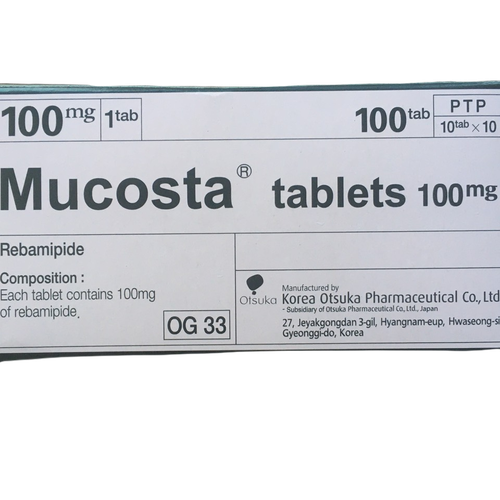 100mg 1tab
100tab PTP
10tab×10
Mucosta® tablets 100mg
Rebamipide
Composition :
Each tablet contains 100mg
of rebamipide.
OG 33
Otsuka
Manufactured by
Korea Otsuka Pharmaceutical Co., Ltd
- Subsidiary of Otsuka Pharmaceutical Co., Ltd., Japan
27, Jeyakgongdan 3-gil, Hyangnam-eup, Hwaseong-si
Gyeonggi-do, Korea